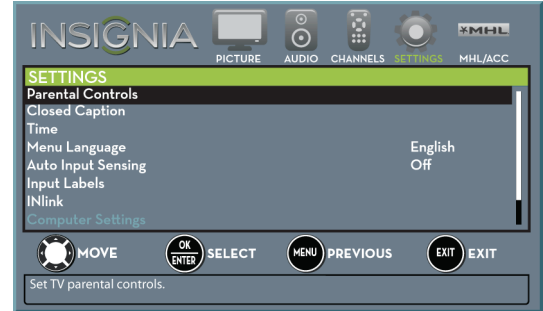 INSIGNIA
PICTURE AUDIO CHANNELS SETTINGS MHL MHL/ACC
SETTINGS
Parental Controls
Closed Caption
Time
Menu Language English
Auto Input Sensing Off
Input Labels
INlink
Computer Settings
MOVE OK ENTER SELECT MENU PREVIOUS EXIT EXIT
Set TV parental controls.